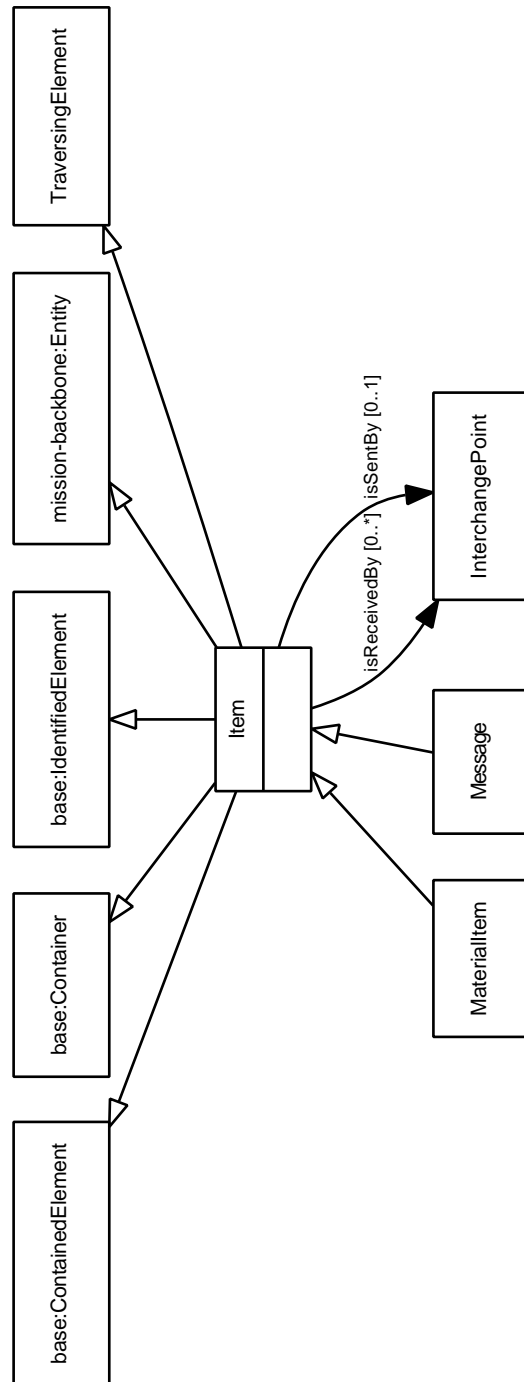 base:ContainedElement
base:Container
base:IdentifiedElement
mission-backbone:Entity
TraversingElement
Item
isReceivedBy [0..*]
isSentBy [0..1]
MaterialItem
Message
InterchangePoint